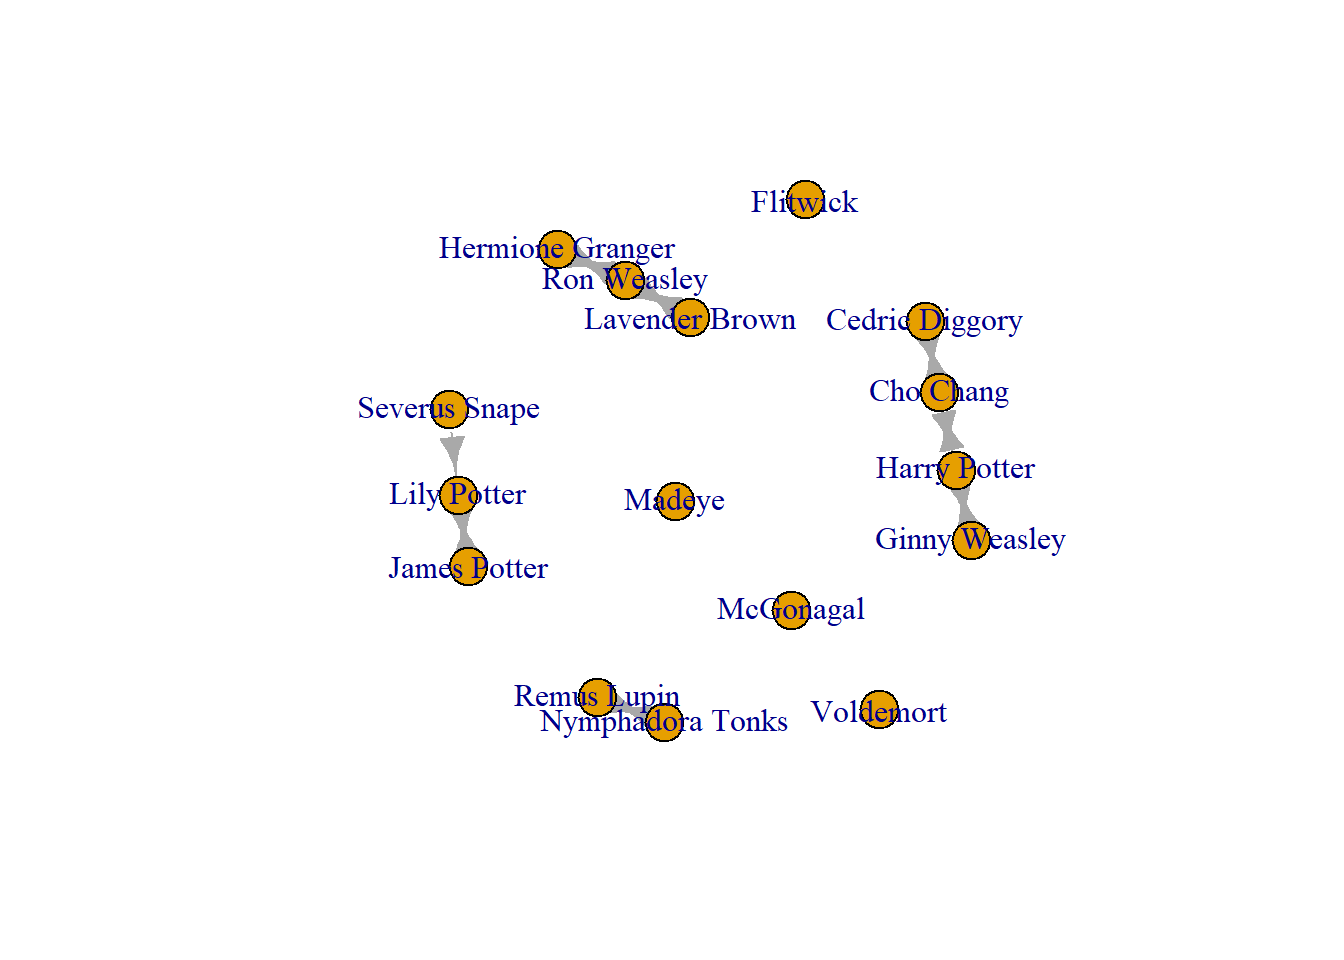 Flitwick
Hermione Granger
Ron Weasley
Lavender Brown
Cedric Diggory
Cho Chang
Severus Snape
Harry Potter
Lily Potter
Madeye
Ginny Weasley
James Potter
McGonagal
Remus Lupin
Nymphadora Tonks
Voldemort